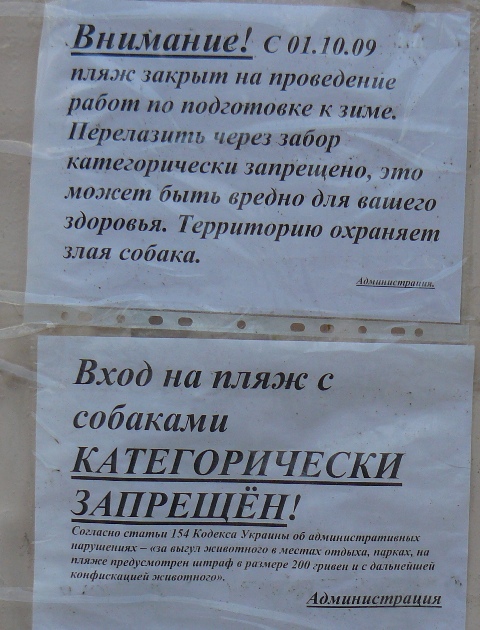 Внимание! С 01.10.09
пляж закрыт на проведение
работ по подготовке к зиме.
Перелазить через забор
категорически запрещено, это
может быть вредно для вашего
здоровья. Территорию охраняет
злая собака.
Администрация.
Вход на пляж с
собаками
КАТЕГОРИЧЕСКИ
ЗАПРЕЩЁН!
Согласно статьи 154 Кодекса Украины об административных
нарушениях – «за выгул животного в местах отдыха, парках, на
пляже предусмотрен штраф в размере 200 гривен и с дальнейшей
конфискацией животного».
Администрация